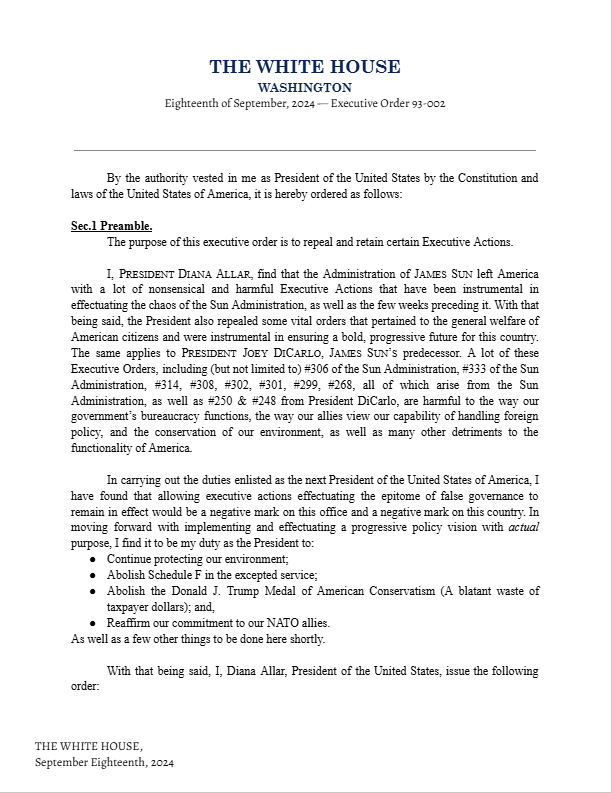 THE WHITE HOUSE
WASHINGTON
Eighteenth of September, 2024 — Executive Order 93-002
By the authority vested in me as President of the United States by the Constitution and
laws of the United States of America, it is hereby ordered as follows:
Sec.1 Preamble.
The purpose of this executive order is to repeal and retain certain Executive Actions.
I, PRESIDENT DIANA ALLAR, find that the Administration of JAMES SUN left America
with a lot of nonsensical and harmful Executive Actions that have been instrumental in
effectuating the chaos of the Sun Administration, as well as the few weeks preceding it. With that
being said, the President also repealed some vital orders that pertained to the general welfare of
American citizens and were instrumental in ensuring a bold, progressive future for this country.
The same applies to PRESIDENT JOEY DICARLO, JAMES SUN'S predecessor. A lot of these
Executive Orders, including (but not limited to) #306 of the Sun Administration, #333 of the Sun
Administration, #314, #308, #302, #301, #299, #268, all of which arise from the Sun
Administration, as well as #250 & #248 from President DiCarlo, are harmful to the way our
government's bureaucracy functions, the way our allies view our capability of handling foreign
policy, and the conservation of our environment, as well as many other detriments to the
functionality of America.
In carrying out the duties enlisted as the next President of the United States of America, I
have found that allowing executive actions effectuating the epitome of false governance to
remain in effect would be a negative mark on this office and a negative mark on this country. In
moving forward with implementing and effectuating a progressive policy vision with actual
purpose, I find it to be my duty as the President to:
● Continue protecting our environment;
● Abolish Schedule F in the excepted service;
● Abolish the Donald J. Trump Medal of American Conservatism (A blatant waste of
taxpayer dollars); and,
● Reaffirm our commitment to our NATO allies.
As well as a few other things to be done here shortly.
With that being said, I, Diana Allar, President of the United States, issue the following
order:
THE WHITE HOUSE,
September Eighteenth, 2024